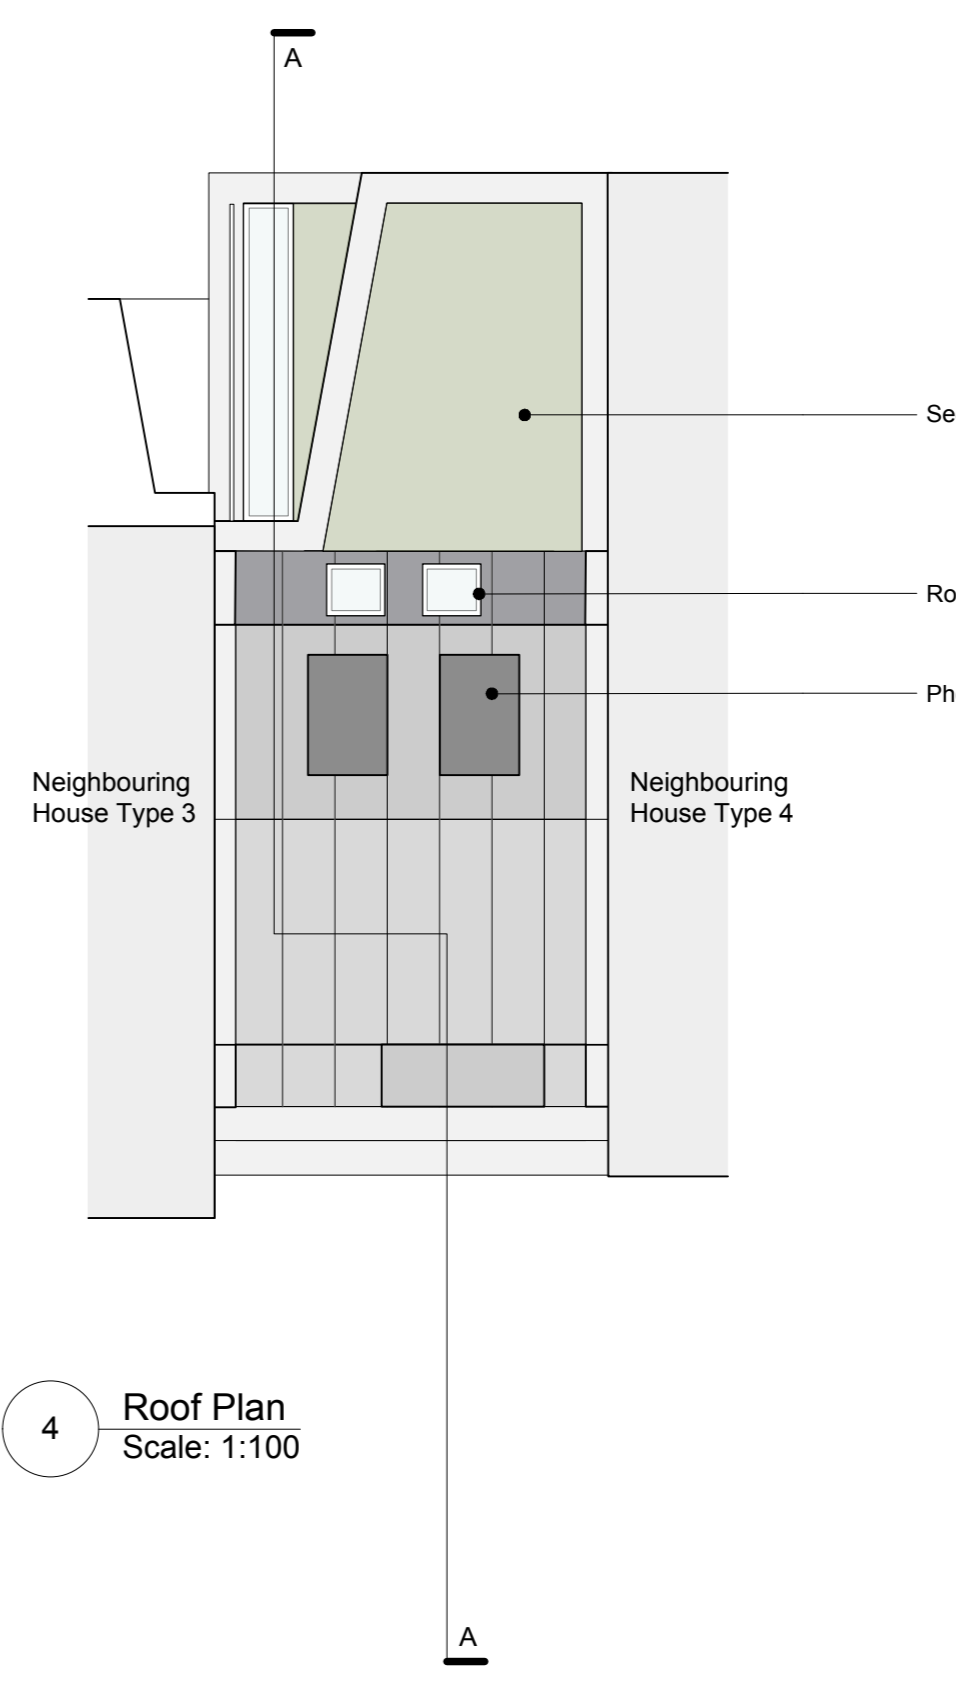 A
Se
Ro
Ph
Neighbouring
House Type 3
Neighbouring
House Type 4
4
Roof Plan
Scale: 1:100
A